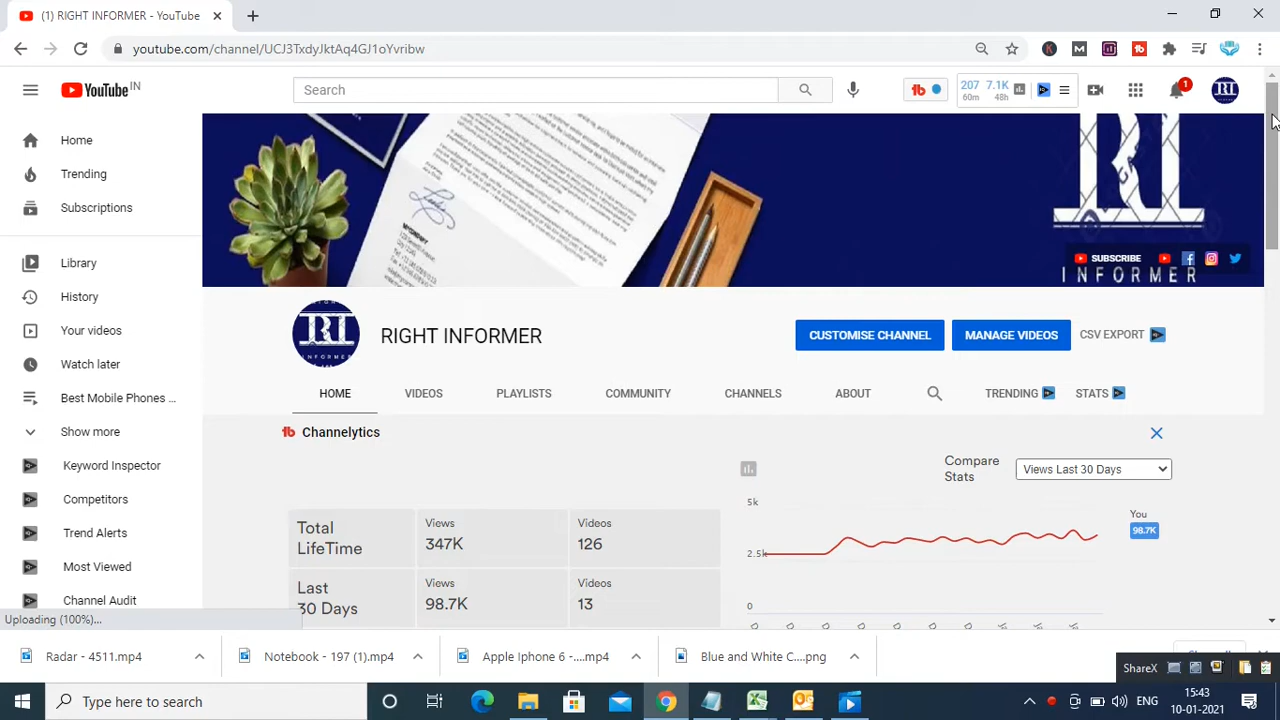 (1) RIGHT INFORMER - YouTube
youtube.com/channel/UCJ3TxdyJktAq4GJ1oYvribw
YouTube IN
Search
207 7.1K
60m 48h
1
Home
Trending
Subscriptions
Library
History
Your videos
Watch later
Best Mobile Phones ...
Show more
Keyword Inspector
Competitors
Trend Alerts
Most Viewed
Channel Audit
SUBSCRIBE
INFORMER
RIGHT INFORMER
CUSTOMISE CHANNEL
MANAGE VIDEOS
CSV EXPORT
HOME
VIDEOS
PLAYLISTS
COMMUNITY
CHANNELS
ABOUT
TRENDING
STATS
Channelytics
Compare Stats
Views Last 30 Days
Total LifeTime
Views
347K
Videos
126
Last 30 Days
Views
98.7K
Videos
13
5k
2.5k
0
You
98.7K
Uploading (100%)...
Radar - 4511.mp4
Notebook - 197 (1).mp4
Apple Iphone 6 -....mp4
Blue and White C....png
ShareX
Type here to search
ENG
15:43
10-01-2021